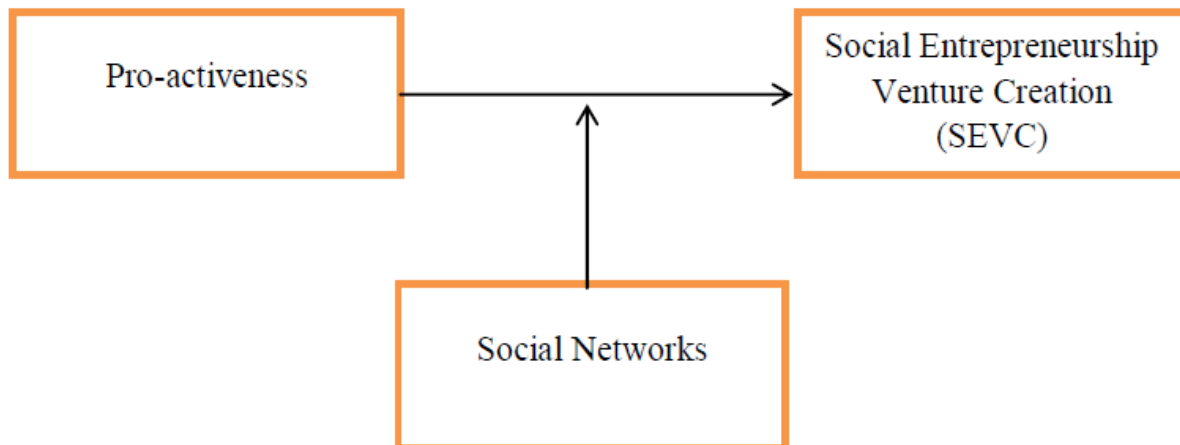 Pro-activeness
Social Entrepreneurship
Venture Creation
(SEVC)
Social Networks